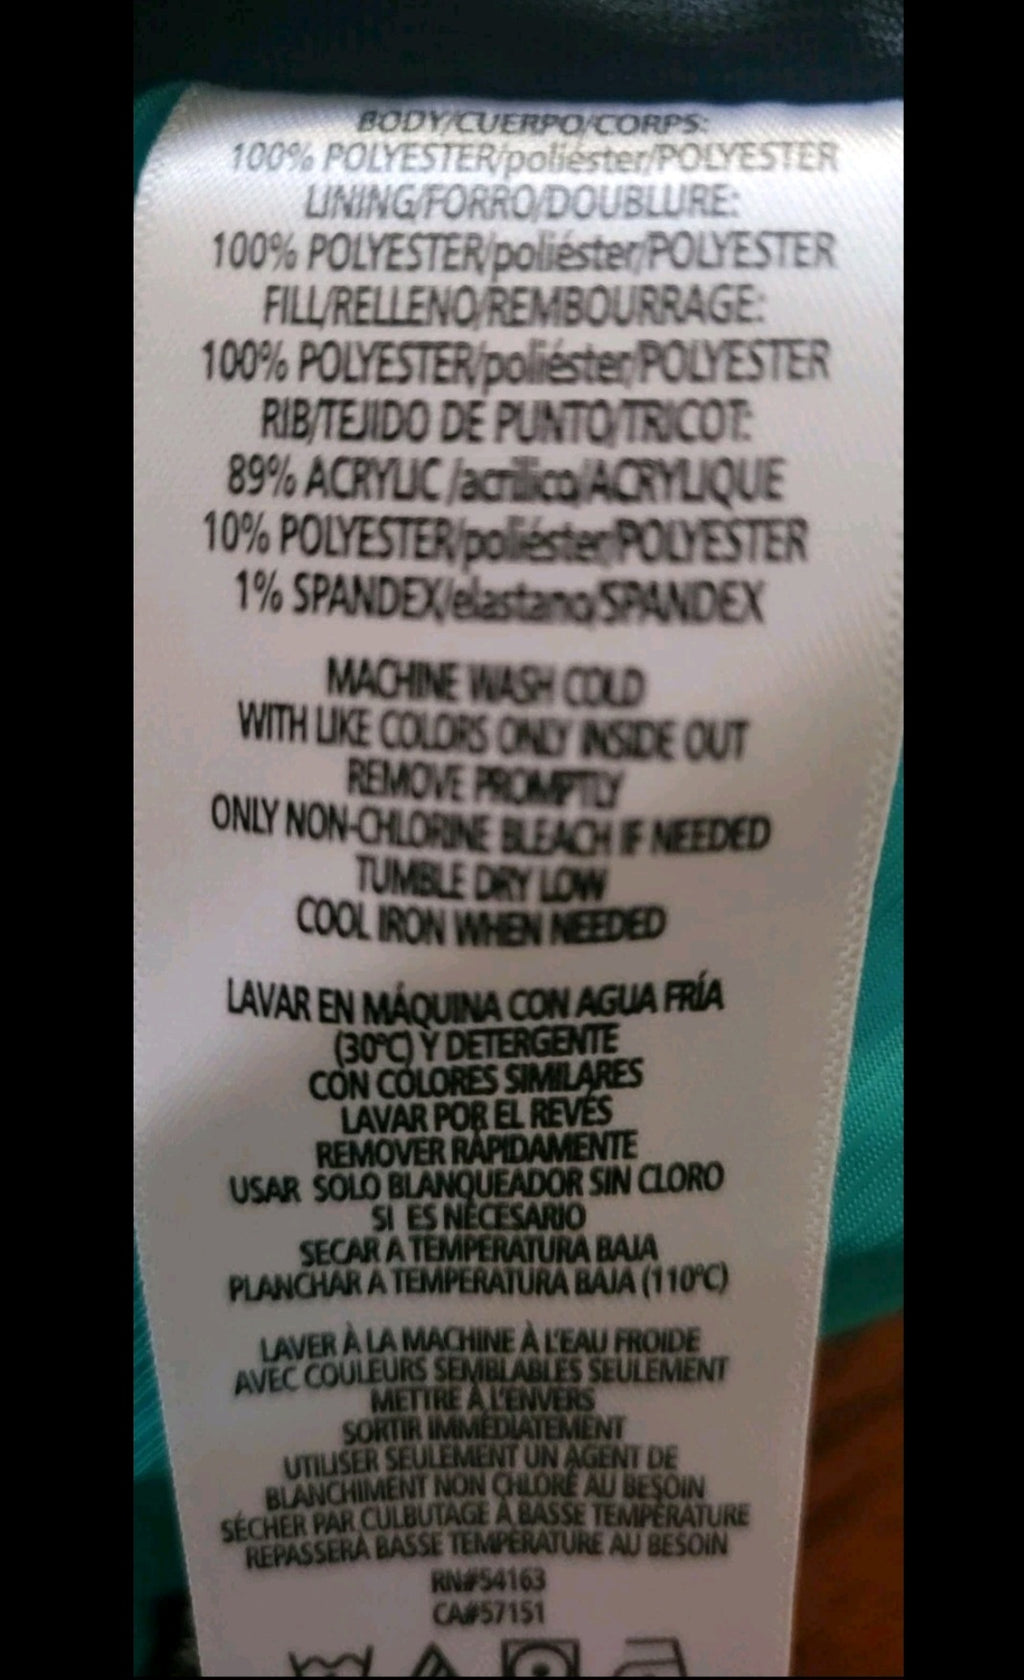 BODY/CUERPO/CORPS:
100% POLYESTER/poliéster/POLYESTER
LINING/FORRO/DOUBLURE:
100% POLYESTER/poliéster/POLYESTER
FILL/RELLENO/REMBOURRAGE:
100% POLYESTER/poliéster/POLYESTER
RIB/TEJIDO DE PUNTO/TRICOT:
89% ACRYLIC /acrílico/ACRYLIQUE
10% POLYESTER/poliéster/POLYESTER
1% SPANDEX/elastano/SPANDEX
MACHINE WASH COLD
WITH LIKE COLORS ONLY INSIDE OUT
REMOVE PROMPTLY
ONLY NON-CHLORINE BLEACH IF NEEDED
TUMBLE DRY LOW
COOL IRON WHEN NEEDED
LAVAR EN MÁQUINA CON AGUA FRÍA
(30ºC) Y DETERGENTE
CON COLORES SIMILARES
LAVAR POR EL REVÉS
REMOVER RÁPIDAMENTE
USAR SOLO BLANQUEADOR SIN CLORO
SI ES NECESARIO
SECAR A TEMPERATURA BAJA
PLANCHAR A TEMPERATURA BAJA (110ºC)
LAVER À LA MACHINE À L'EAU FROIDE
AVEC COULEURS SEMBLABLES SEULEMENT
METTRE À L'ENVERS
SORTIR IMMÉDIATEMENT
UTILISER SEULEMENT UN AGENT DE
BLANCHIMENT NON CHLORÉ AU BESOIN
SÉCHER PAR CULBUTAGE À BASSE TEMPÉRATURE
REPASSERÀ BASSE TEMPÉRATURE AU BESOIN
RN#54163
CA#57151